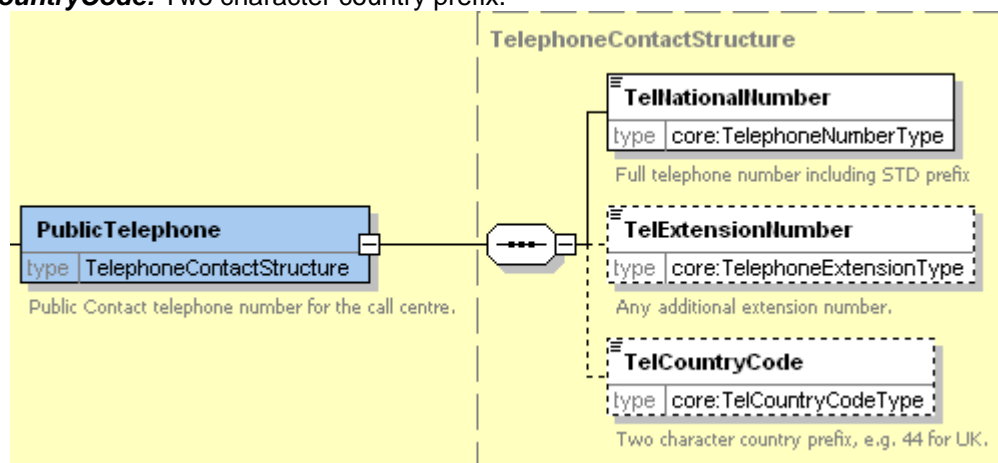 ountryCode: Two character country prefix.
TelephoneContactStructure
TelNationalNumber
type core:TelephoneNumberType
Full telephone number including STD prefix
PublicTelephone
type TelephoneContactStructure
Public Contact telephone number for the call centre.
TelExtensionNumber
type core:TelephoneExtensionType
Any additional extension number.
TelCountryCode
type core:TelCountryCodeType
Two character country prefix, e.g. 44 for UK.